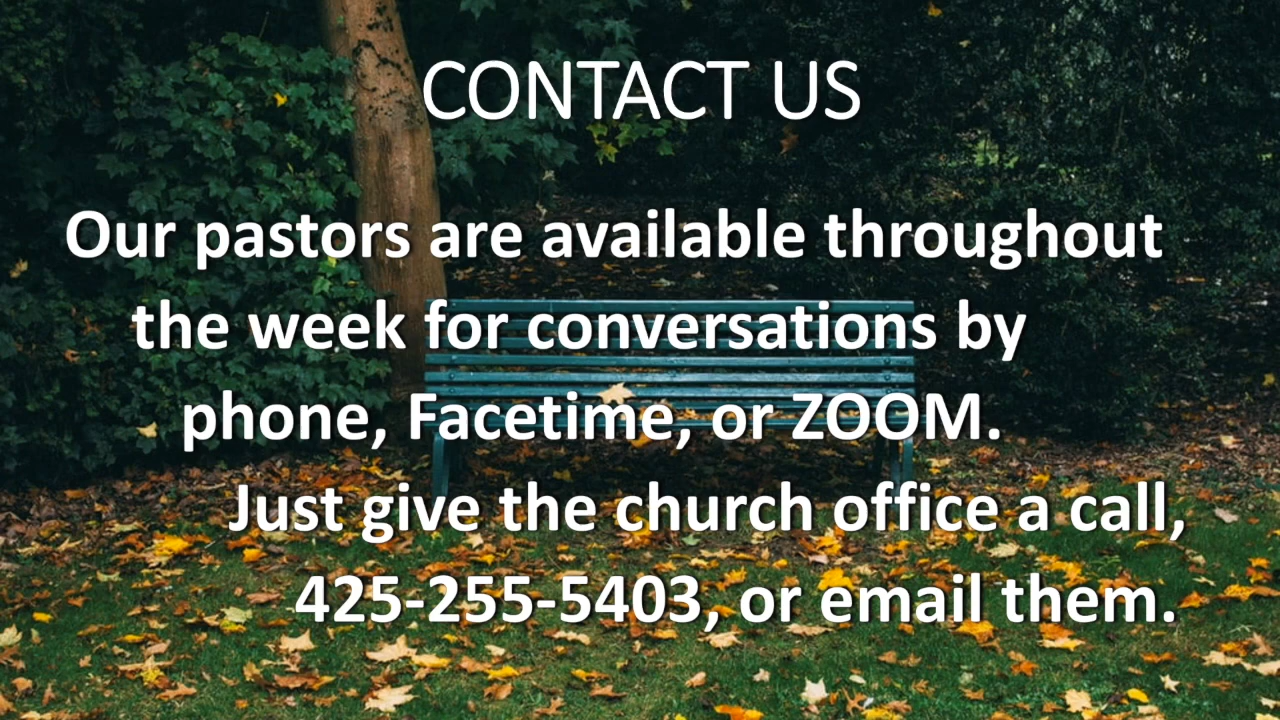 CONTACT US
Our pastors are available throughout
the week for conversations by
phone, Facetime, or ZOOM.
Just give the church office a call,
425-255-5403, or email them.